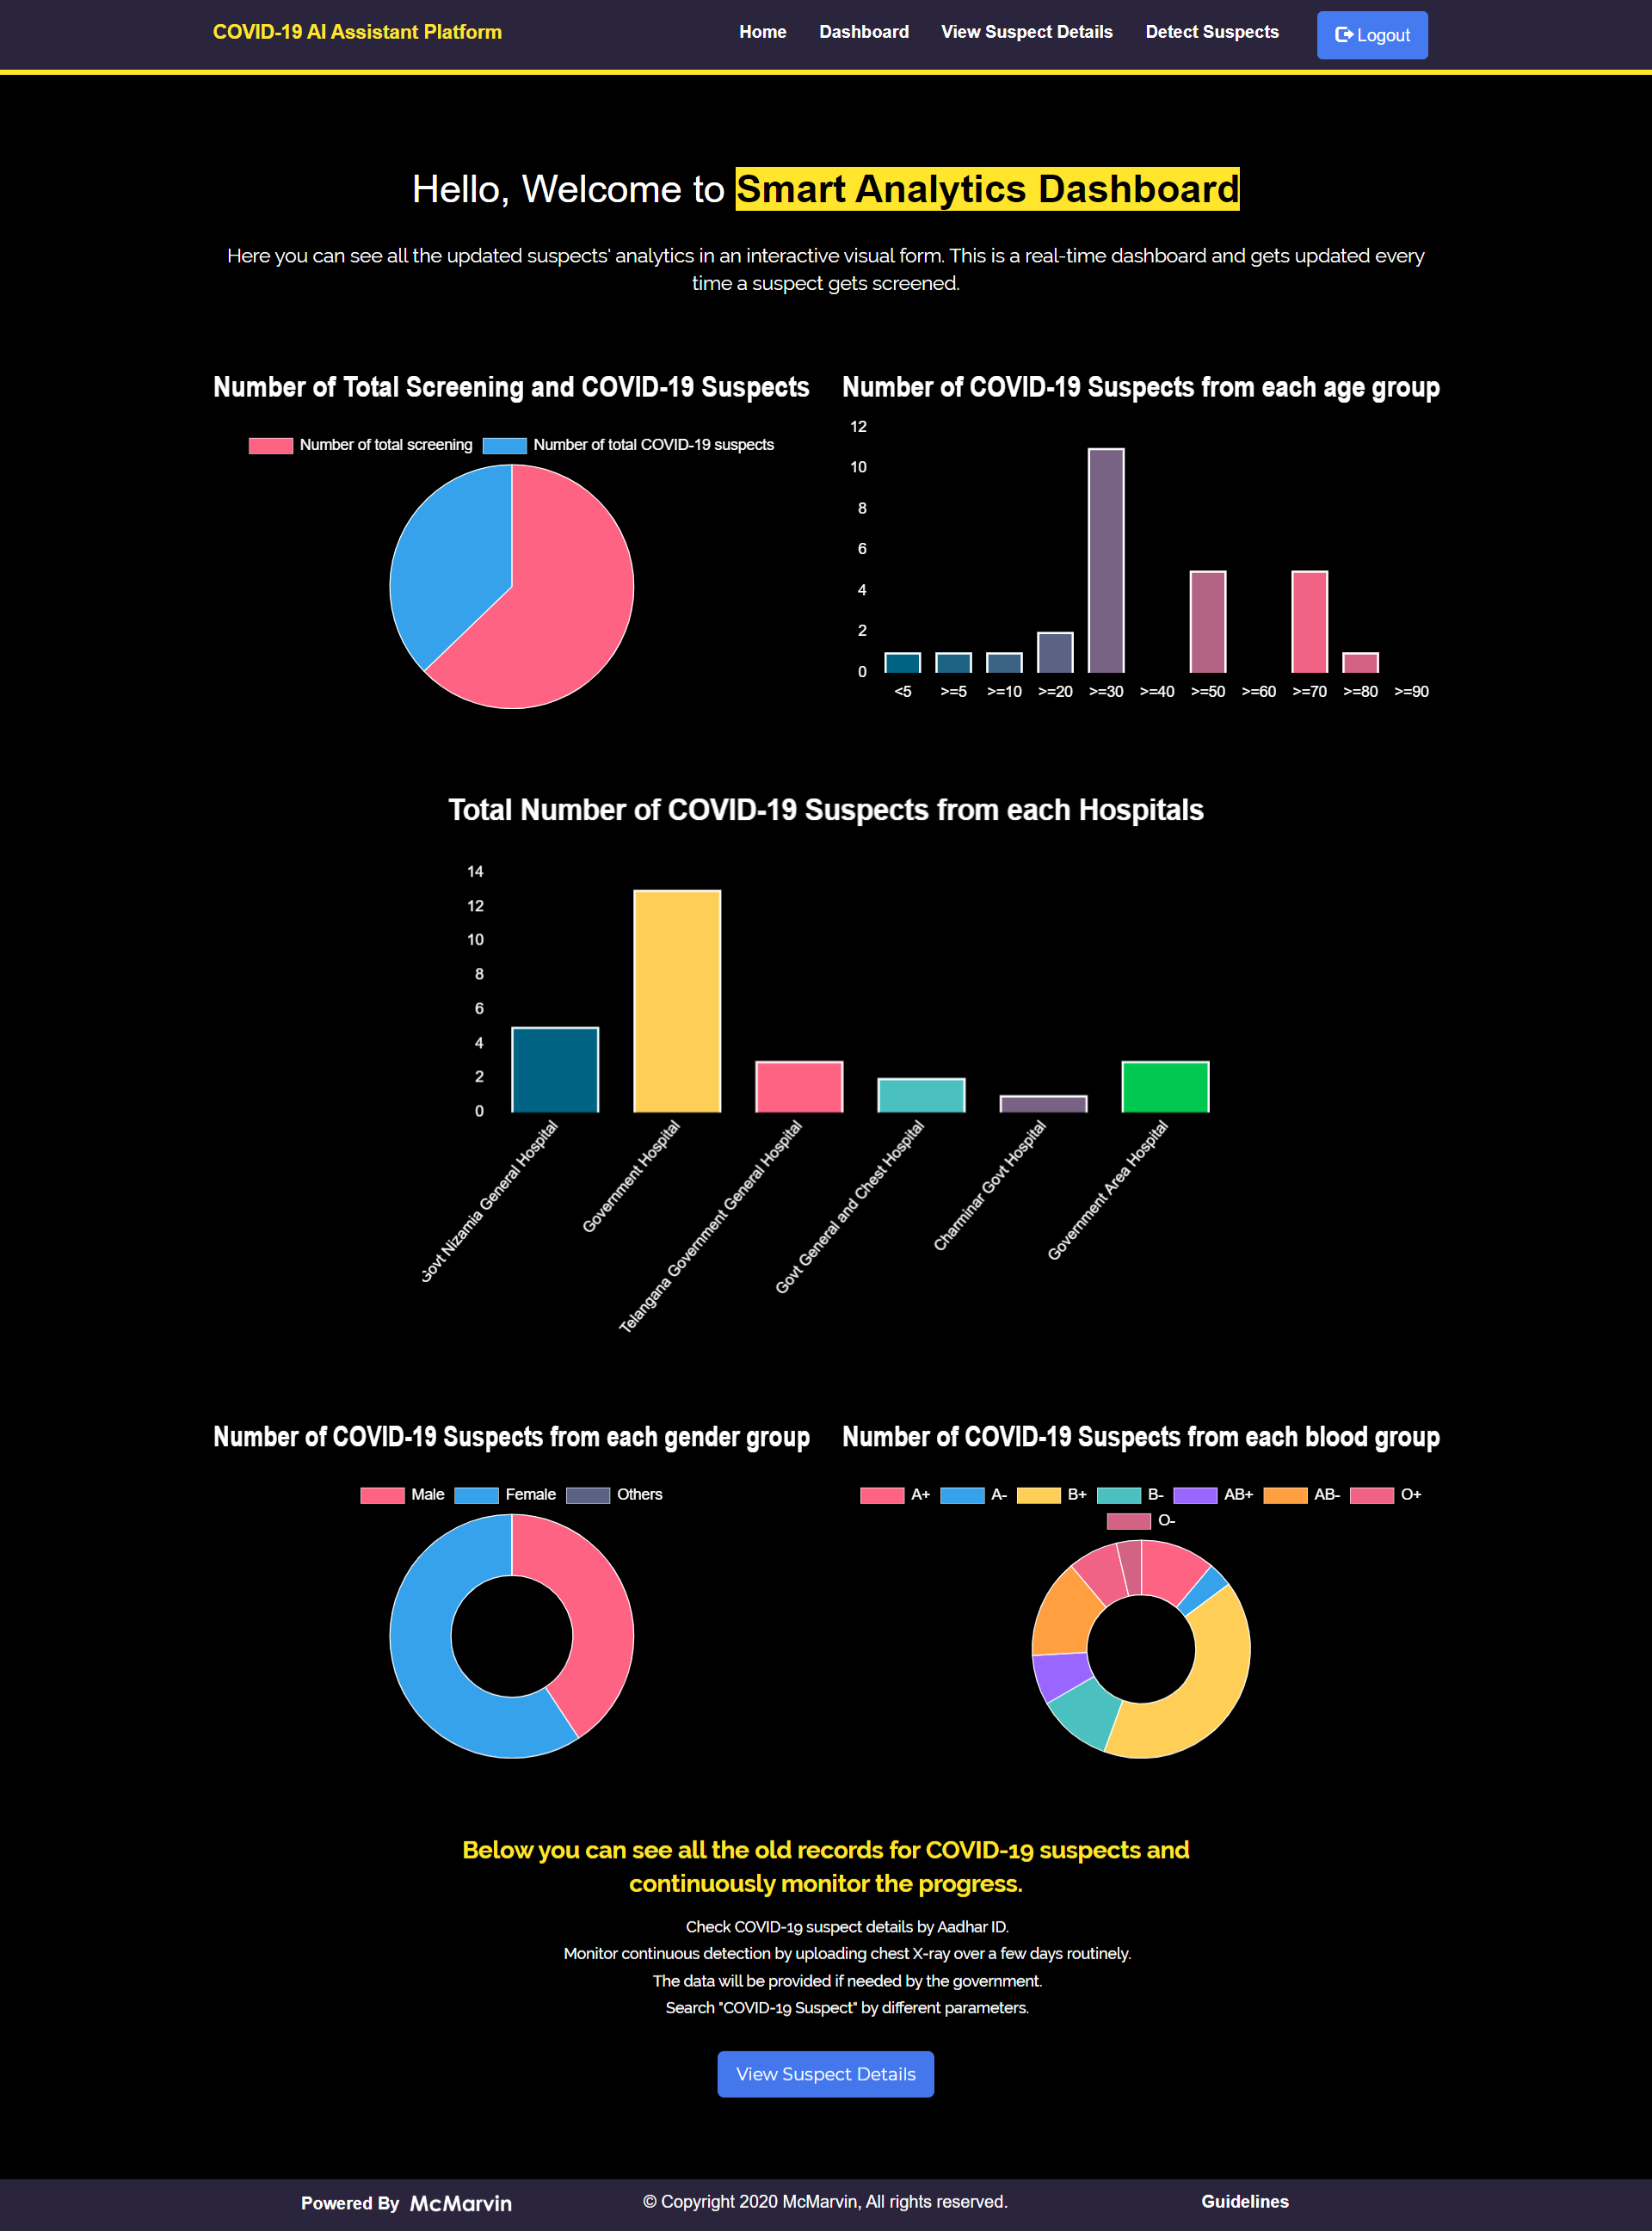 COVID-19 AI Assistant Platform
Home
Dashboard
View Suspect Details
Detect Suspects
Logout
Hello, Welcome to Smart Analytics Dashboard
Here you can see all the updated suspects' analytics in an interactive visual form. This is a real-time dashboard and gets updated every
time a suspect gets screened.
Number of Total Screening and COVID-19 Suspects
Number of total screening
Number of total COVID-19 suspects
Number of COVID-19 Suspects from each age group
12
10
8
6
4
2
0
<5 >=5 >=10 >=20 >=30 >=40 >=50 >=60 >=70 >=80 >=90
Total Number of COVID-19 Suspects from each Hospitals
14
12
10
8
6
4
2
0
Govt Nizamia General Hospital
Government Hospital
Telangana Government General Hospital
Govt General and Chest Hospital
Charminar Govt Hospital
Government Area Hospital
Number of COVID-19 Suspects from each gender group
Male Female Others
Number of COVID-19 Suspects from each blood group
A+ A- B+ B- AB+ AB- O+
O-
Below you can see all the old records for COVID-19 suspects and
continuously monitor the progress.
Check COVID-19 suspect details by Aadhar ID.
Monitor continuous detection by uploading chest X-ray over a few days routinely.
The data will be provided if needed by the government.
Search "COVID-19 Suspect" by different parameters.
View Suspect Details
Powered By McMarvin
© Copyright 2020 McMarvin, All rights reserved.
Guidelines